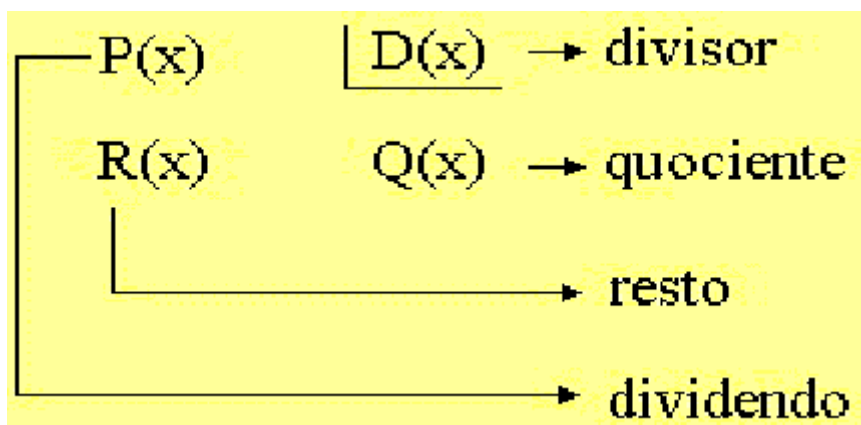 P(x) D(x) divisor
R(x) Q(x) quociente
resto
dividendo